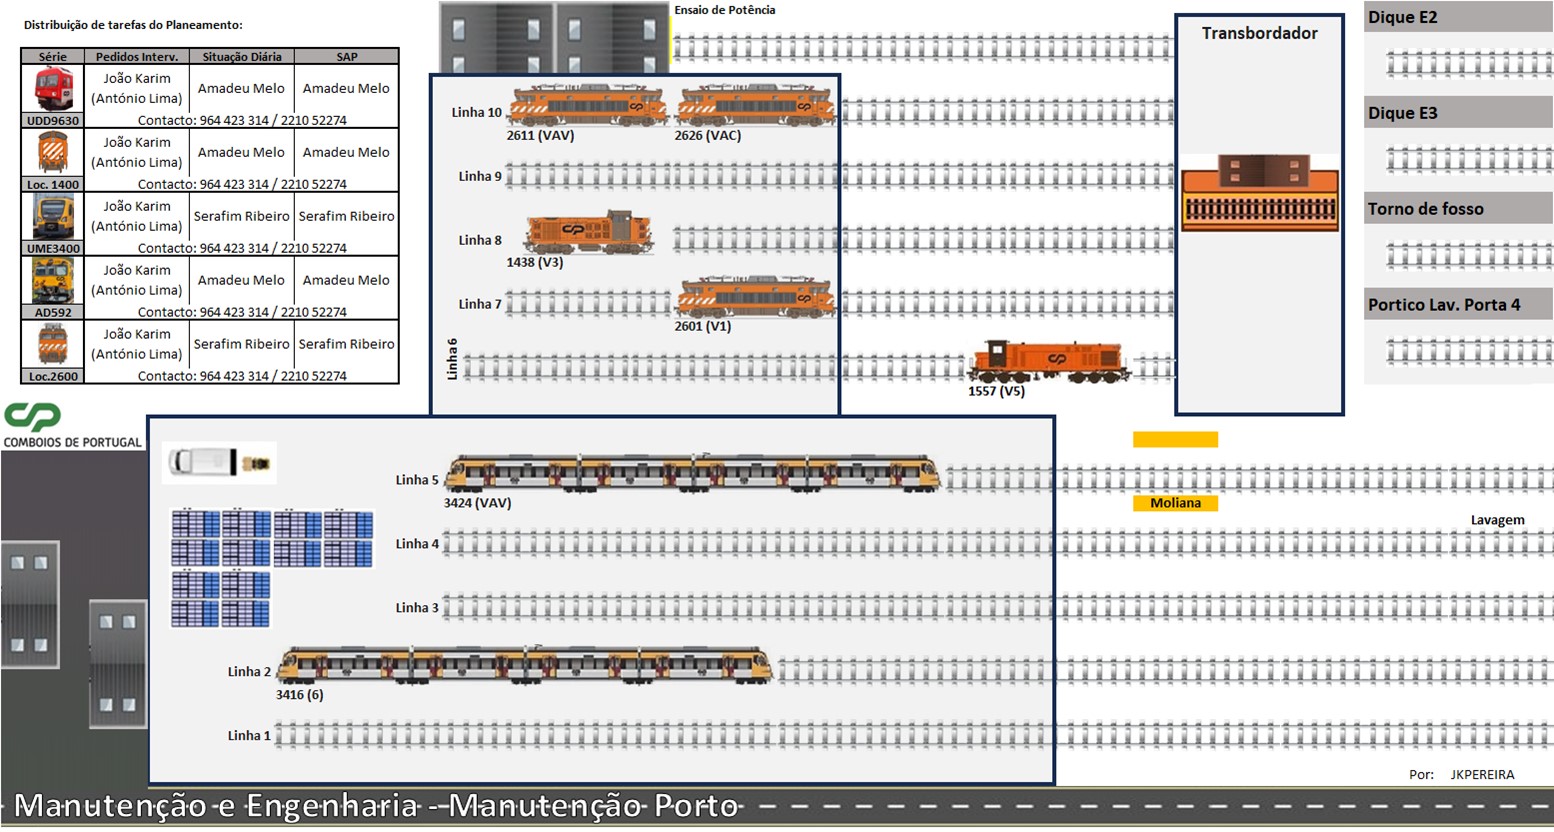 Distribuição de tarefas do Planeamento:
Série Pedidos Interv. Situação Diária SAP
João Karim
(António Lima) Amadeu Melo Amadeu Melo
UDD9630 Contacto: 964 423 314 / 2210 52274
João Karim
(António Lima) Amadeu Melo Amadeu Melo
Loc. 1400 Contacto: 964 423 314 / 2210 52274
João Karim
(António Lima) Serafim Ribeiro Serafim Ribeiro
UME3400 Contacto: 964 423 314 / 2210 52274
João Karim
(António Lima) Amadeu Melo Amadeu Melo
AD592 Contacto: 964 423 314 / 2210 52274
João Karim
(António Lima) Serafim Ribeiro Serafim Ribeiro
Loc.2600 Contacto: 964 423 314 / 2210 52274
CP
COMBOIOS DE PORTUGAL
Ensaio de Potência
Linha 10
2611 (VAV) 2626 (VAC)
Linha 9
Linha 8
1438 (V3)
Linha 7
2601 (V1)
Linha 6
1557 (V5)
Transbordador
Dique E2
Dique E3
Torno de fosso
Portico Lav. Porta 4
Linha 5
3424 (VAV)
Moliana
Lavagem
Linha 4
Linha 3
Linha 2
3416 (6)
Linha 1
Por: JKPEREIRA
Manutenção e Engenharia - Manutenção Porto